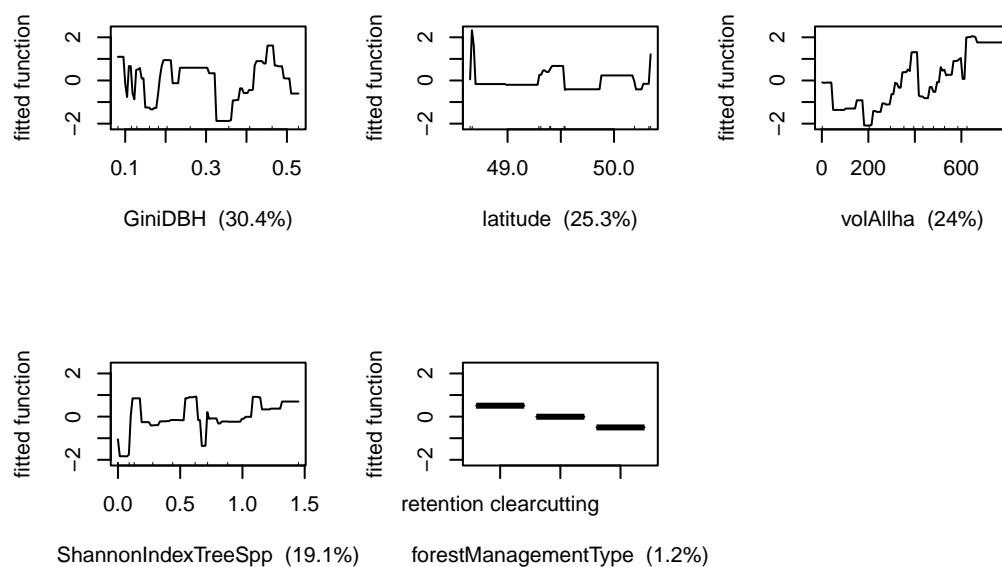 fitted function
2
0
−2
0.1
0.3
0.5
GiniDBH (30.4%)
fitted function
2
0
−2
49.0
50.0
latitude (25.3%)
fitted function
2
0
−2
0
200
600
volAllha (24%)
fitted function
2
0
−2
0.0
0.5
1.0
1.5
ShannonIndexTreeSpp (19.1%)
fitted function
2
0
−2
retention clearcutting
forestManagementType (1.2%)